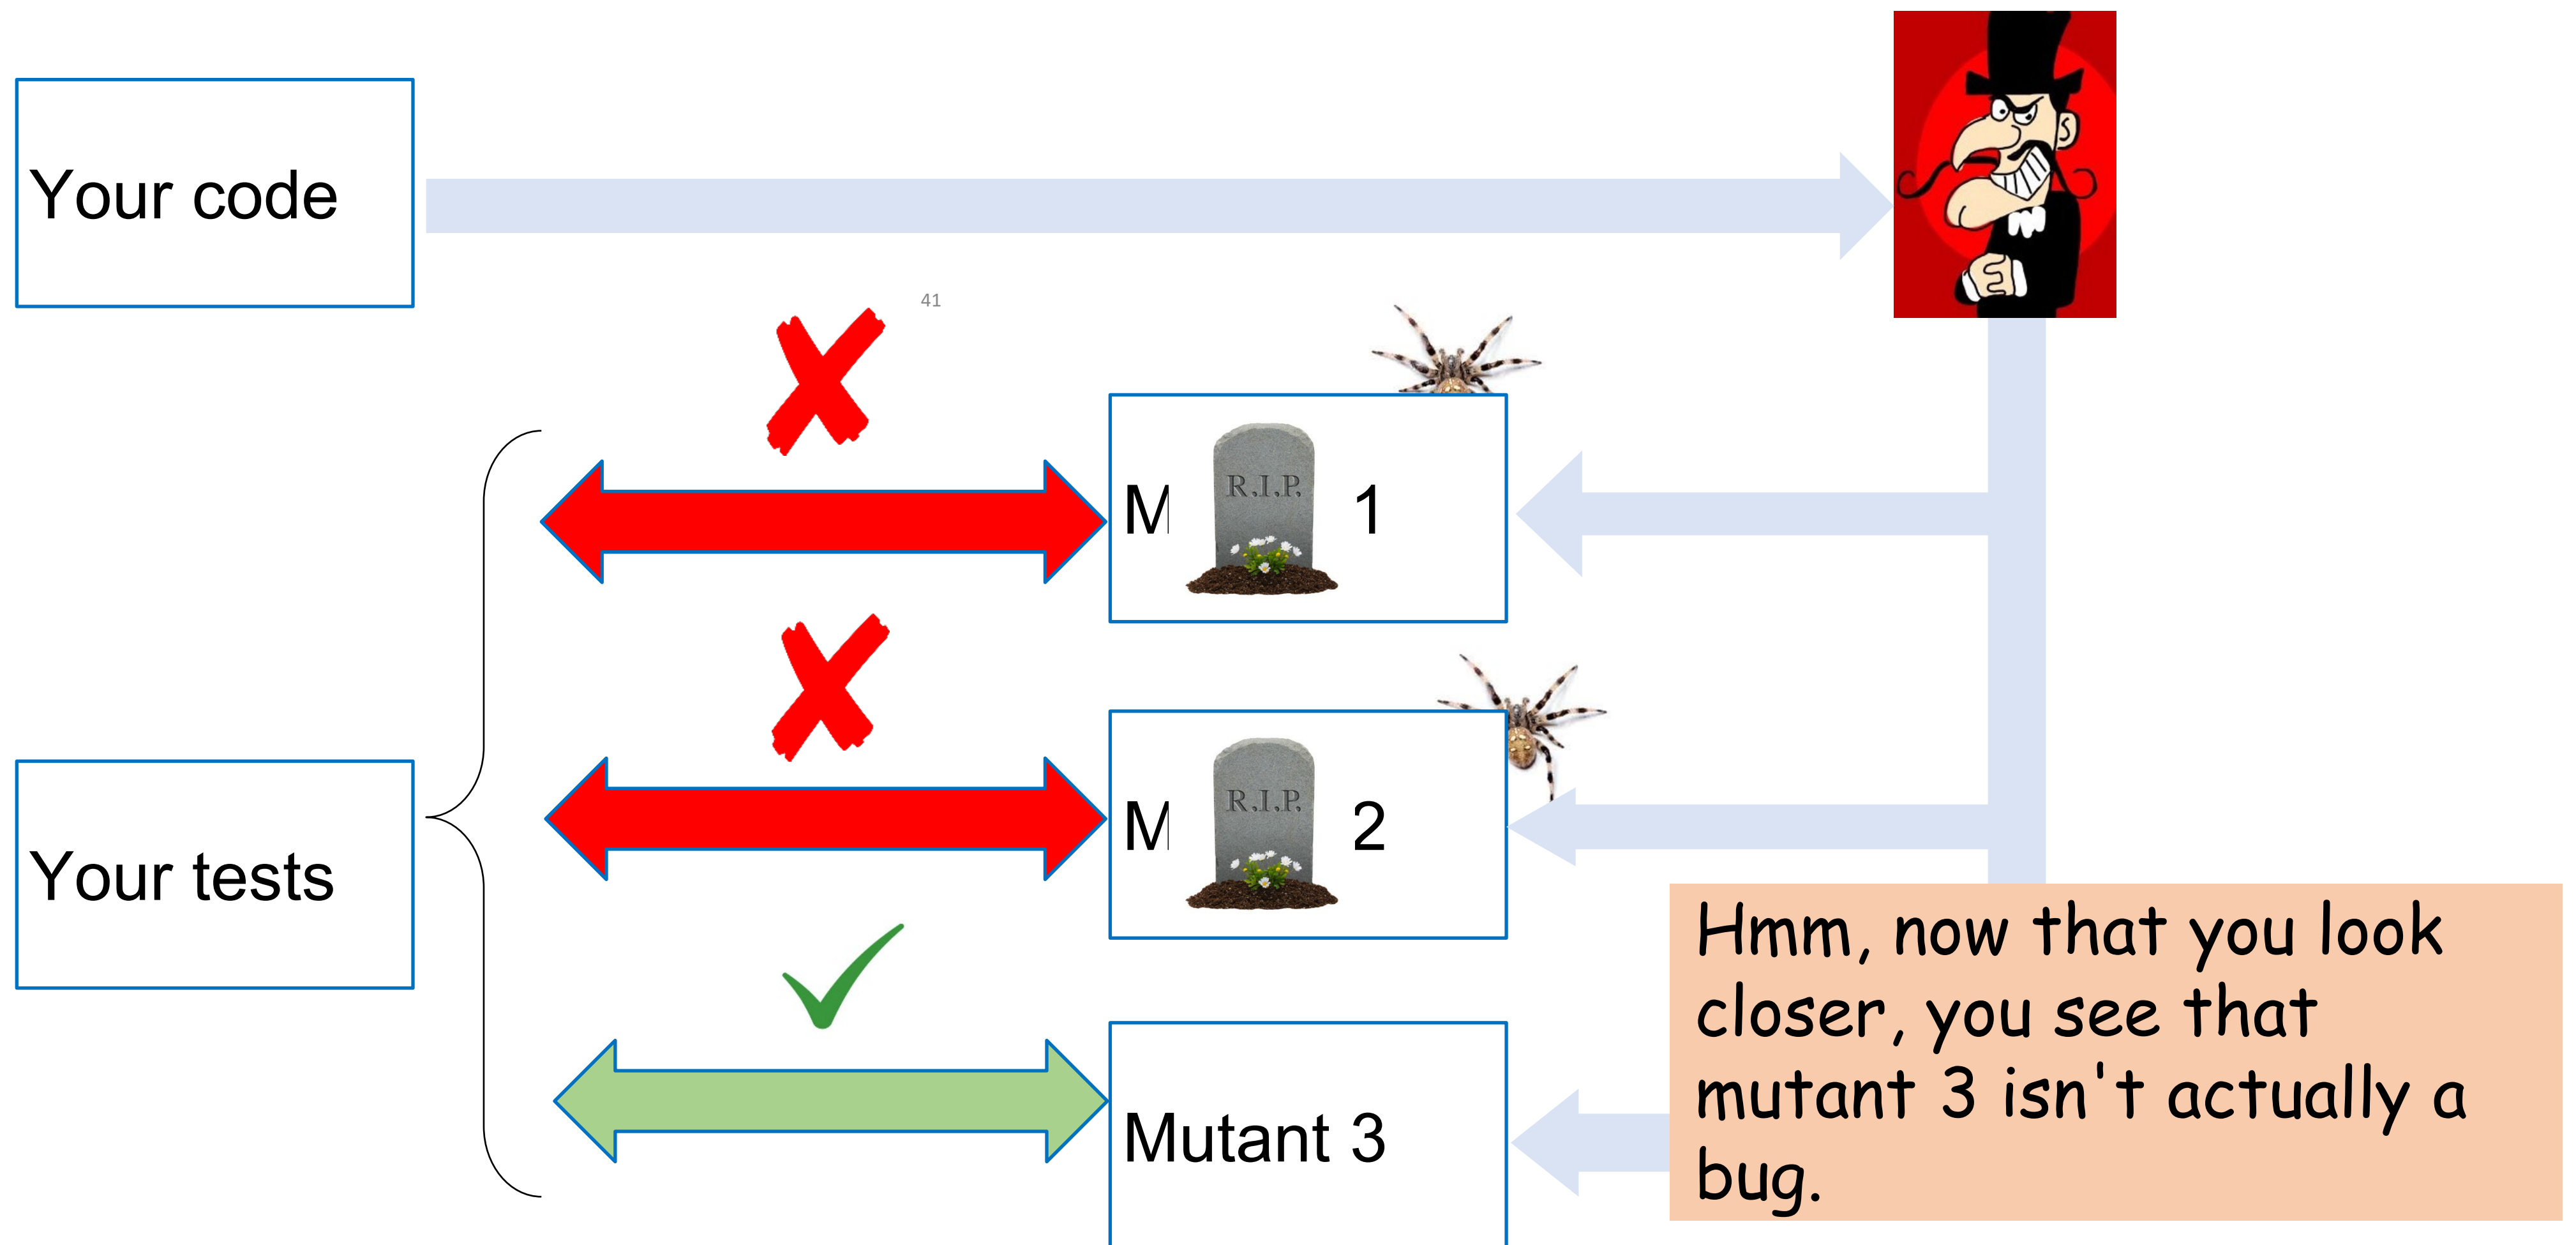 Your code
41
R.I.P.
M 1
R.I.P.
M 2
Your tests
Mutant 3
Hmm, now that you look
closer, you see that
mutant 3 isn't actually a
bug.